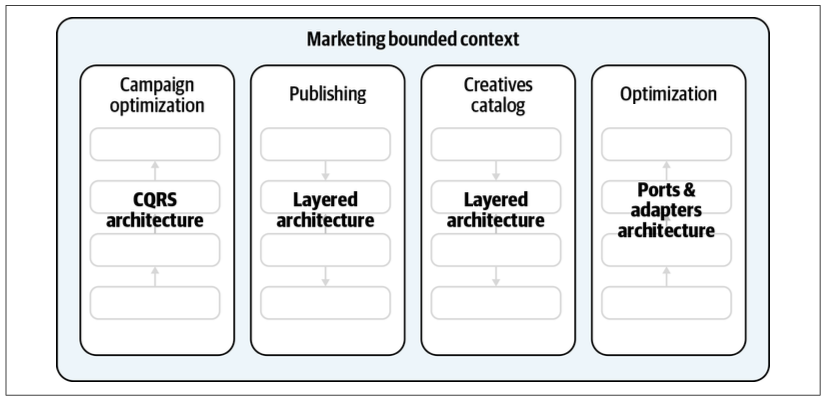 Marketing bounded context
Campaign
optimization
CQRS
architecture
Publishing
Layered
architecture
Creatives
catalog
Layered
architecture
Optimization
Ports &
adapters
architecture